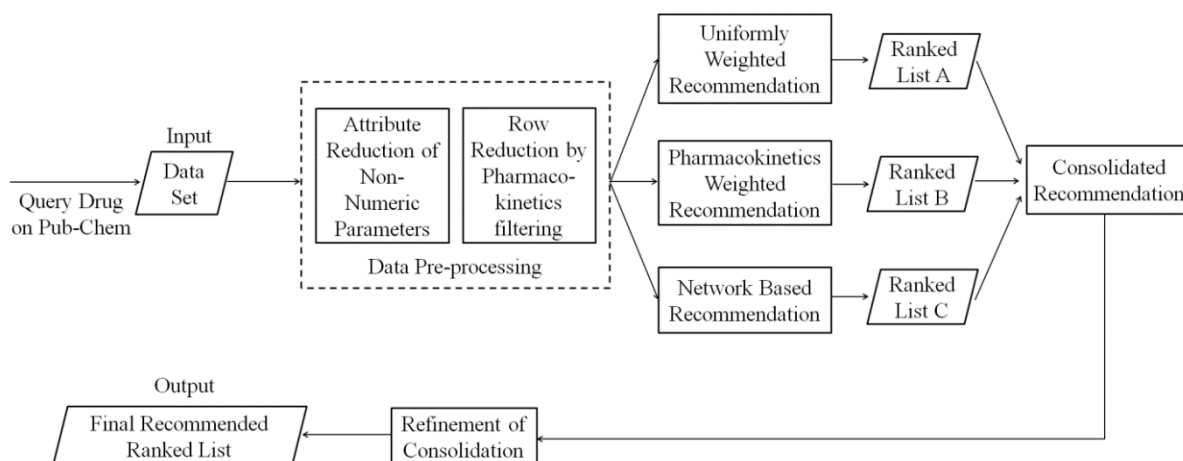 Query Drug
on Pub-Chem
Input
Data
Set
Attribute
Reduction of
Non-
Numeric
Parameters
Row
Reduction by
Pharmaco-
kinetics
filtering
Data Pre-processing
Uniformly
Weighted
Recommendation
Ranked
List A
Pharmacokinetics
Weighted
Recommendation
Ranked
List B
Network Based
Recommendation
Ranked
List C
Consolidated
Recommendation
Refinement of
Consolidation
Output
Final Recommended
Ranked List